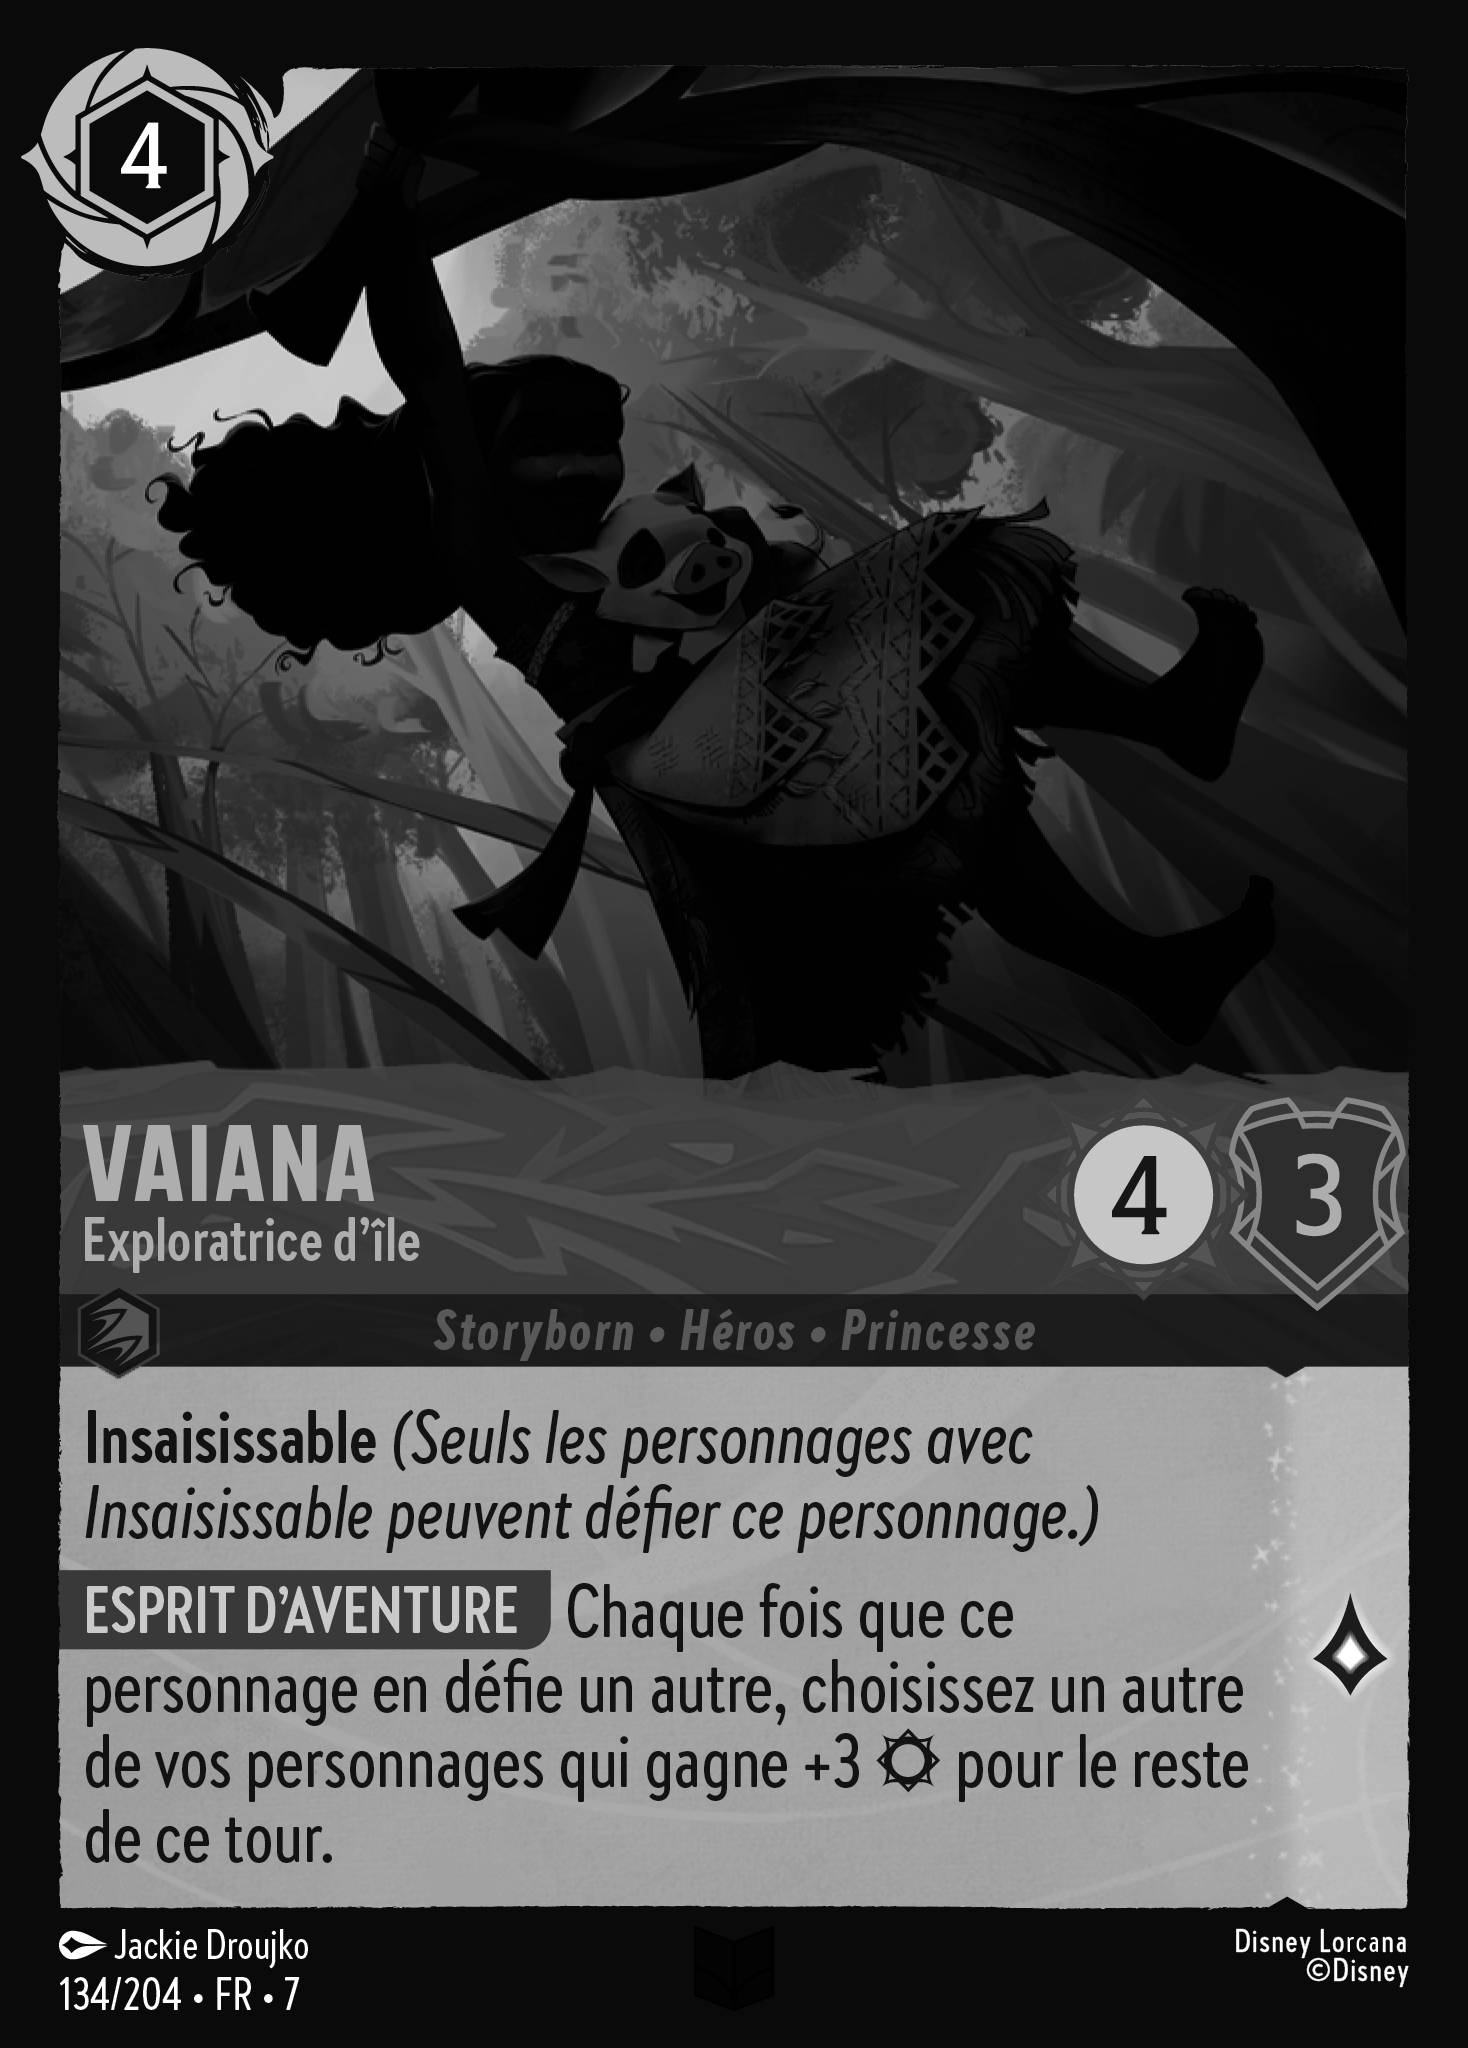 4
VAIANA
Exploratrice d'île
4
3
Storyborn • Héros • Princesse
Insaisissable (Seuls les personnages avec
Insaisissable peuvent défier ce personnage.)
ESPRIT D'AVENTURE Chaque fois que ce
personnage en défie un autre, choisissez un autre
de vos personnages qui gagne +3 pour le reste
de ce tour.
Jackie Droujko
134/204 • FR • 7
Disney Lorcana
©Disney